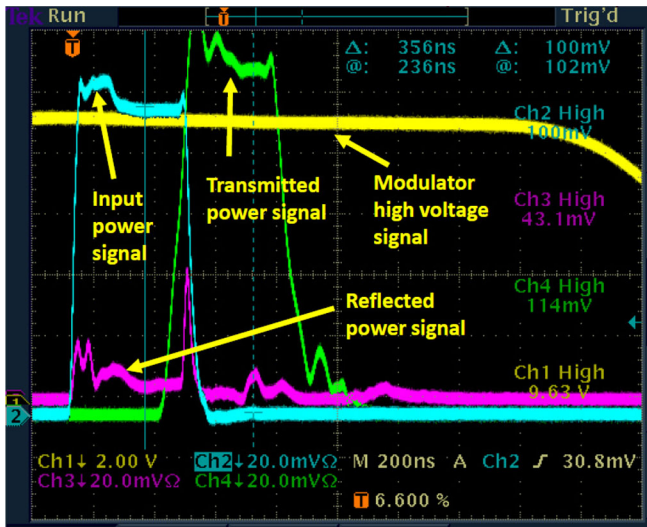 Tek Run Trig'd
T
T
Δ: 356ns Δ: 100mV
@: 236ns @: 102mV
Ch2 High
100mV
Input
power
signal
Transmitted
power signal
Modulator
high voltage
signal
Ch3 High
43.1mV
Ch4 High
114mV
Reflected
power signal
Ch1 High
9.63 V
1
2
Ch1↓ 2.00 V Ch2↓ 20.0mVΩ M 200ns A Ch2 ʃ 30.8mV
Ch3↓ 20.0mVΩ Ch4↓ 20.0mVΩ
T 6.600 %